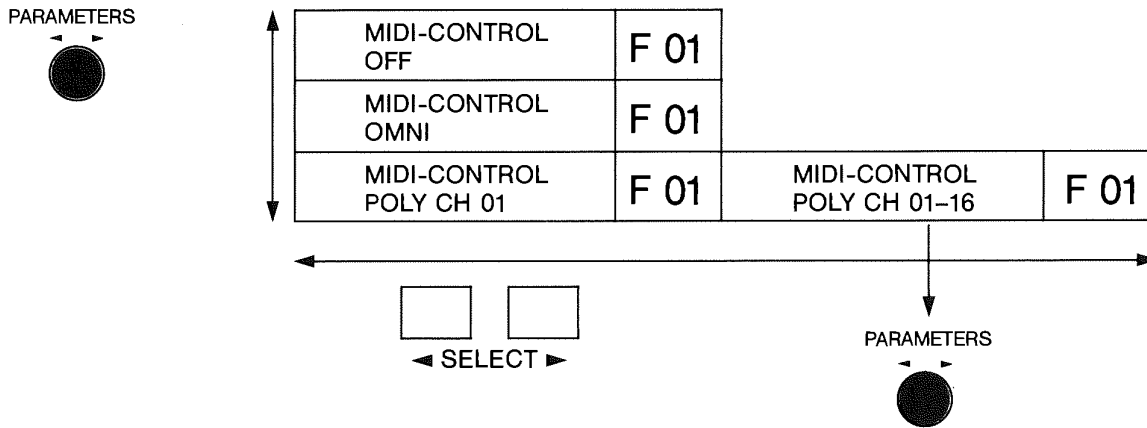 PARAMETERS
MIDI-CONTROL
OFF
F 01
MIDI-CONTROL
OMNI
F 01
MIDI-CONTROL
POLY CH 01
F 01
MIDI-CONTROL
POLY CH 01–16
F 01
◄ SELECT ►
PARAMETERS